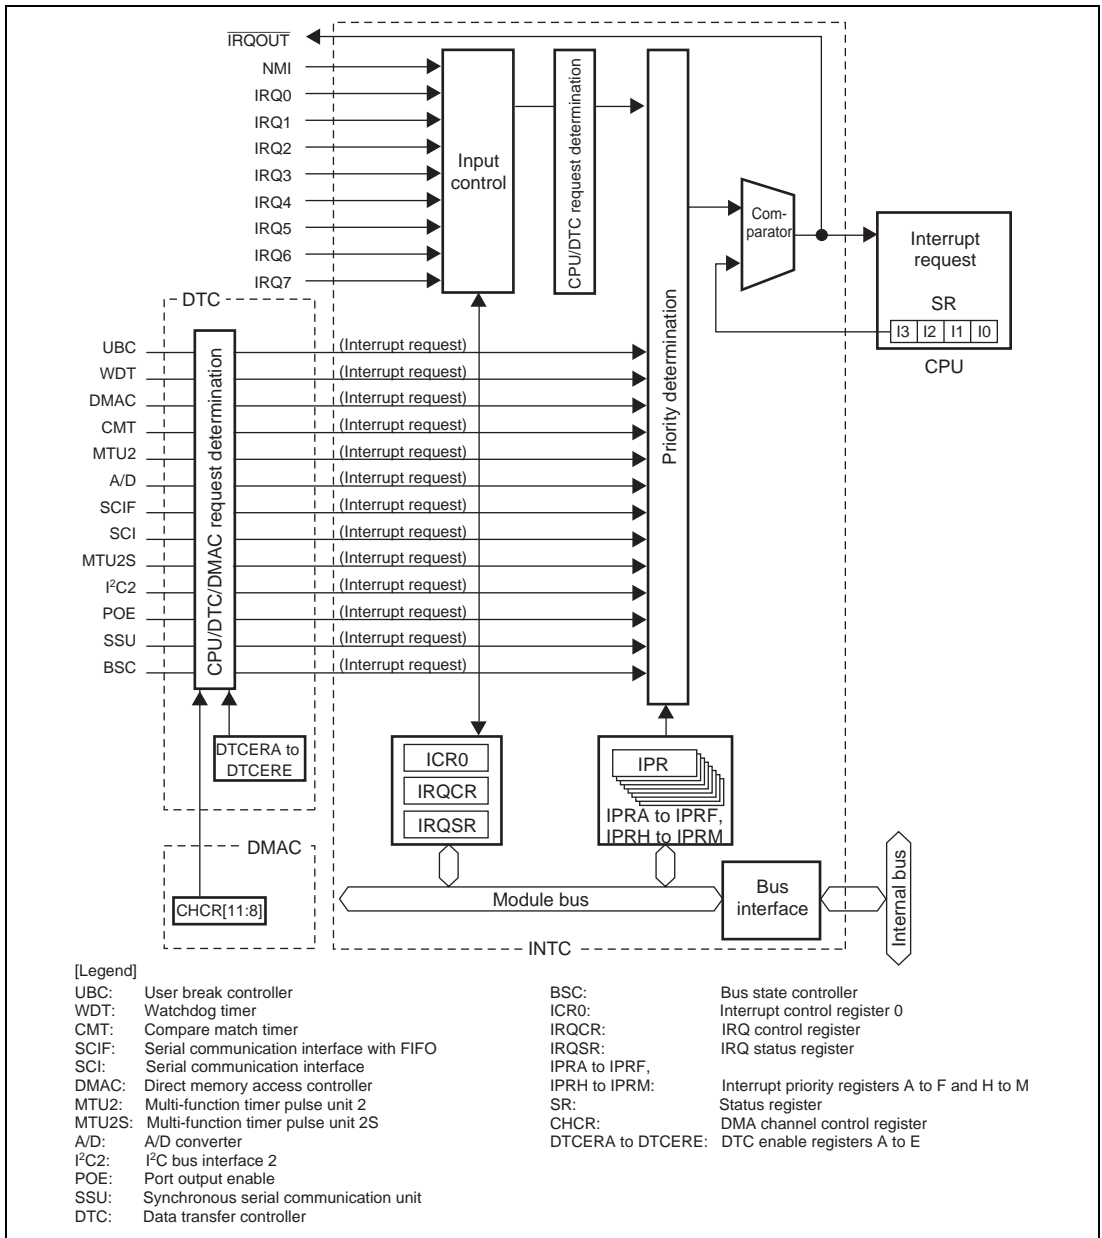 IRQOUT
NMI
IRQ0
IRQ1
IRQ2
IRQ3
IRQ4
IRQ5
IRQ6
IRQ7
Input
control
CPU/DTC request determination
Priority determination
Com-
parator
Interrupt
request
SR
I3 I2 I1 I0
CPU
DTC
UBC
WDT
DMAC
CMT
MTU2
A/D
SCIF
SCI
MTU2S
I²C2
POE
SSU
BSC
CPU/DTC/DMAC request determination
(Interrupt request)
(Interrupt request)
(Interrupt request)
(Interrupt request)
(Interrupt request)
(Interrupt request)
(Interrupt request)
(Interrupt request)
(Interrupt request)
(Interrupt request)
(Interrupt request)
(Interrupt request)
(Interrupt request)
DTCERA to
DTCERE
ICR0
IRQCR
IRQSR
IPR
IPRA to IPRF,
IPRH to IPRM
DMAC
CHCR[11:8]
Module bus
Bus
interface
Internal bus
INTC
[Legend]
UBC: User break controller
WDT: Watchdog timer
CMT: Compare match timer
SCIF: Serial communication interface with FIFO
SCI: Serial communication interface
DMAC: Direct memory access controller
MTU2: Multi-function timer pulse unit 2
MTU2S: Multi-function timer pulse unit 2S
A/D: A/D converter
I²C2: I²C bus interface 2
POE: Port output enable
SSU: Synchronous serial communication unit
DTC: Data transfer controller
BSC: Bus state controller
ICR0: Interrupt control register 0
IRQCR: IRQ control register
IRQSR: IRQ status register
IPRA to IPRF,
IPRH to IPRM: Interrupt priority registers A to F and H to M
SR: Status register
CHCR: DMA channel control register
DTCERA to DTCERE: DTC enable registers A to E